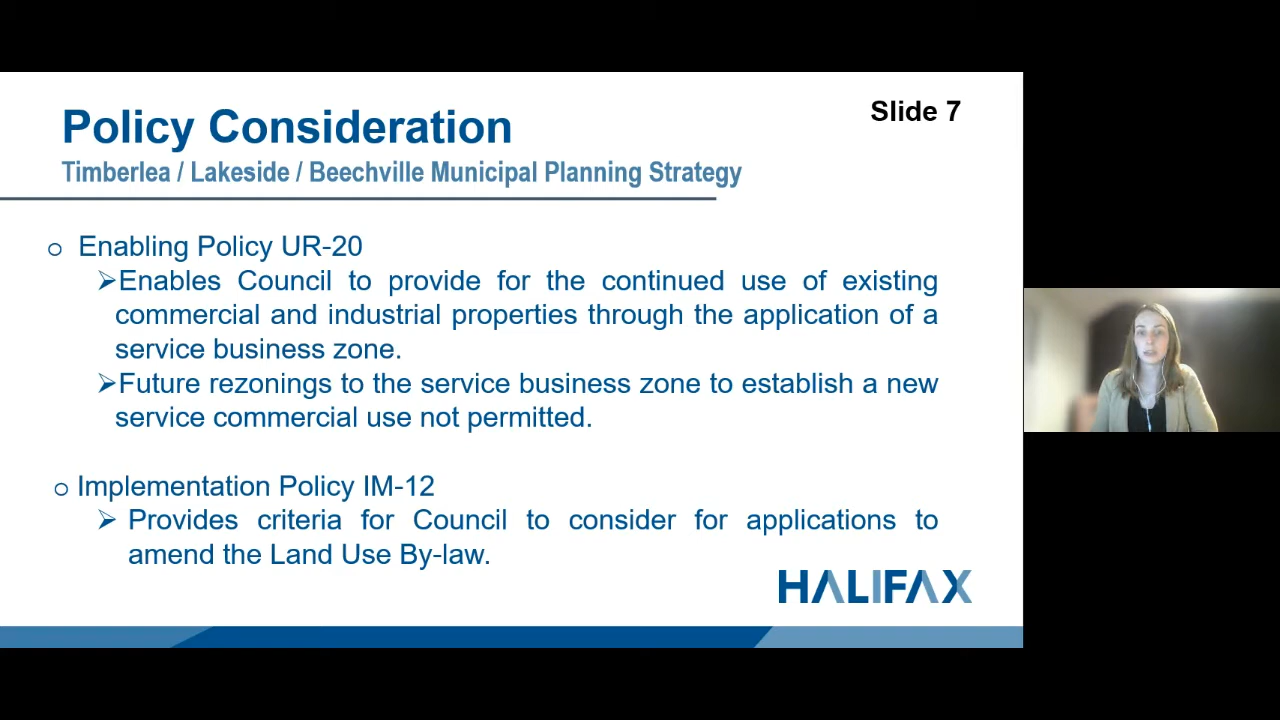 Slide 7
Policy Consideration
Timberlea / Lakeside / Beechville Municipal Planning Strategy
o Enabling Policy UR-20
➢Enables Council to provide for the continued use of existing
commercial and industrial properties through the application of a
service business zone.
➢Future rezonings to the service business zone to establish a new
service commercial use not permitted.
o Implementation Policy IM-12
➢ Provides criteria for Council to consider for applications to
amend the Land Use By-law.
HALIFAX